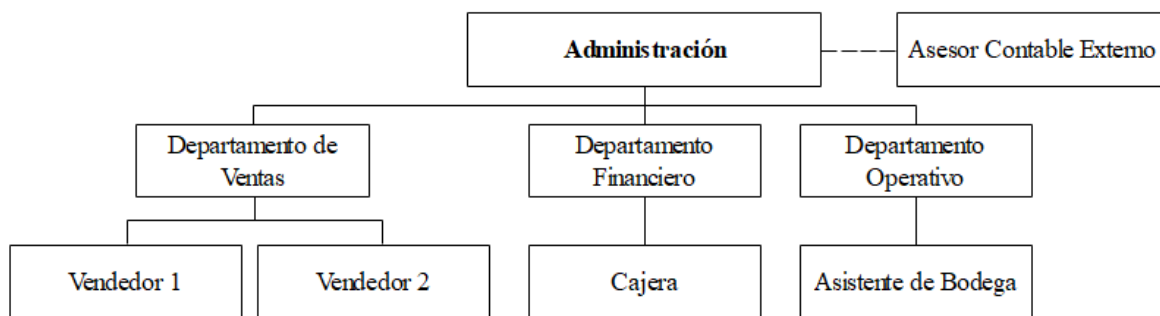 Administración
Asesor Contable Externo
Departamento de
Ventas
Departamento
Financiero
Departamento
Operativo
Vendedor 1
Vendedor 2
Cajera
Asistente de Bodega